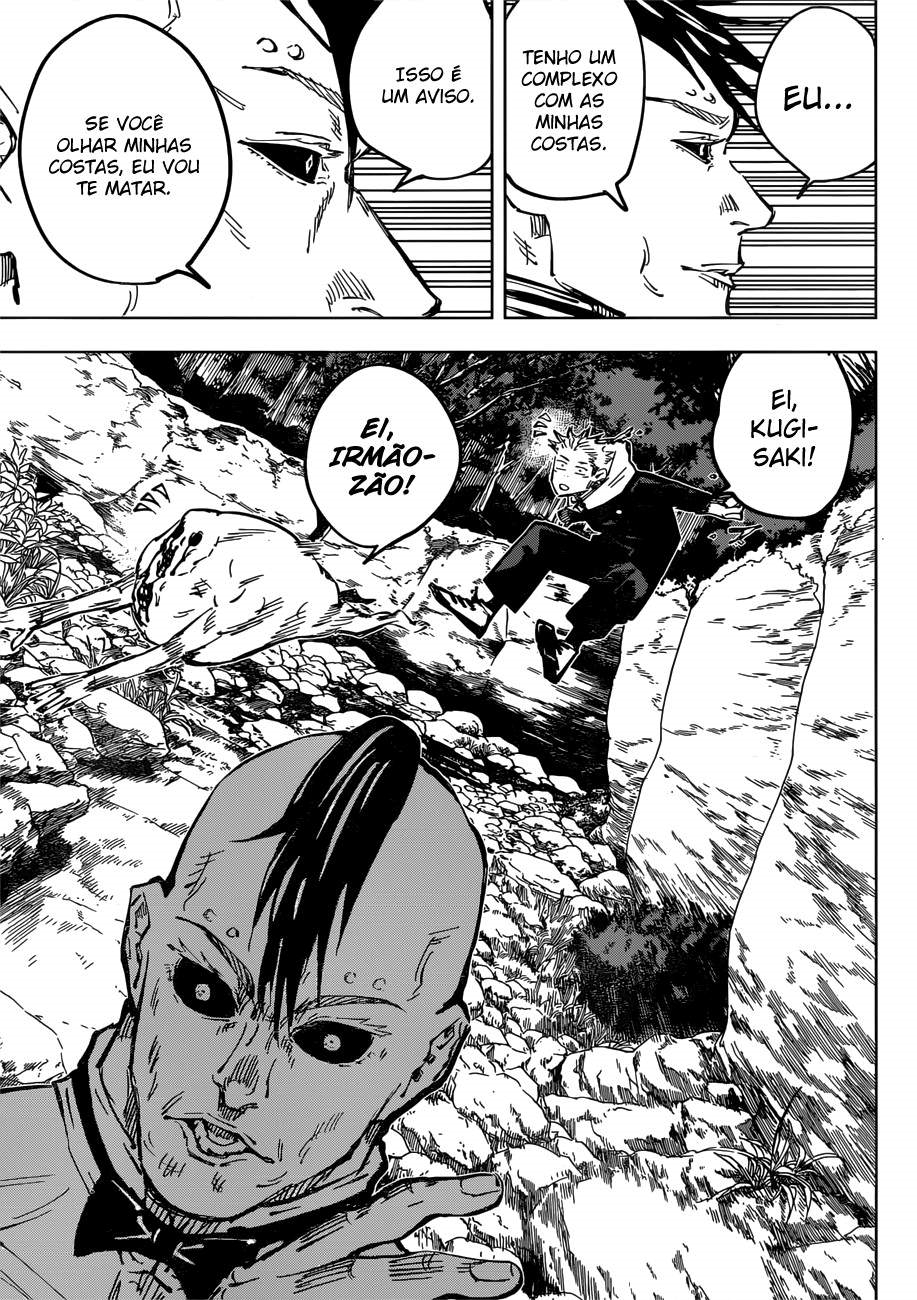 EU...
TENHO UM
COMPLEXO
COM AS
MINHAS
COSTAS.
ISSO É
UM AVISO.
SE VOCÊ
OLHAR MINHAS
COSTAS, EU VOU
TE MATAR.
EI,
KUGI-
SAKI!
EI,
IRMÃO-
ZÃO!